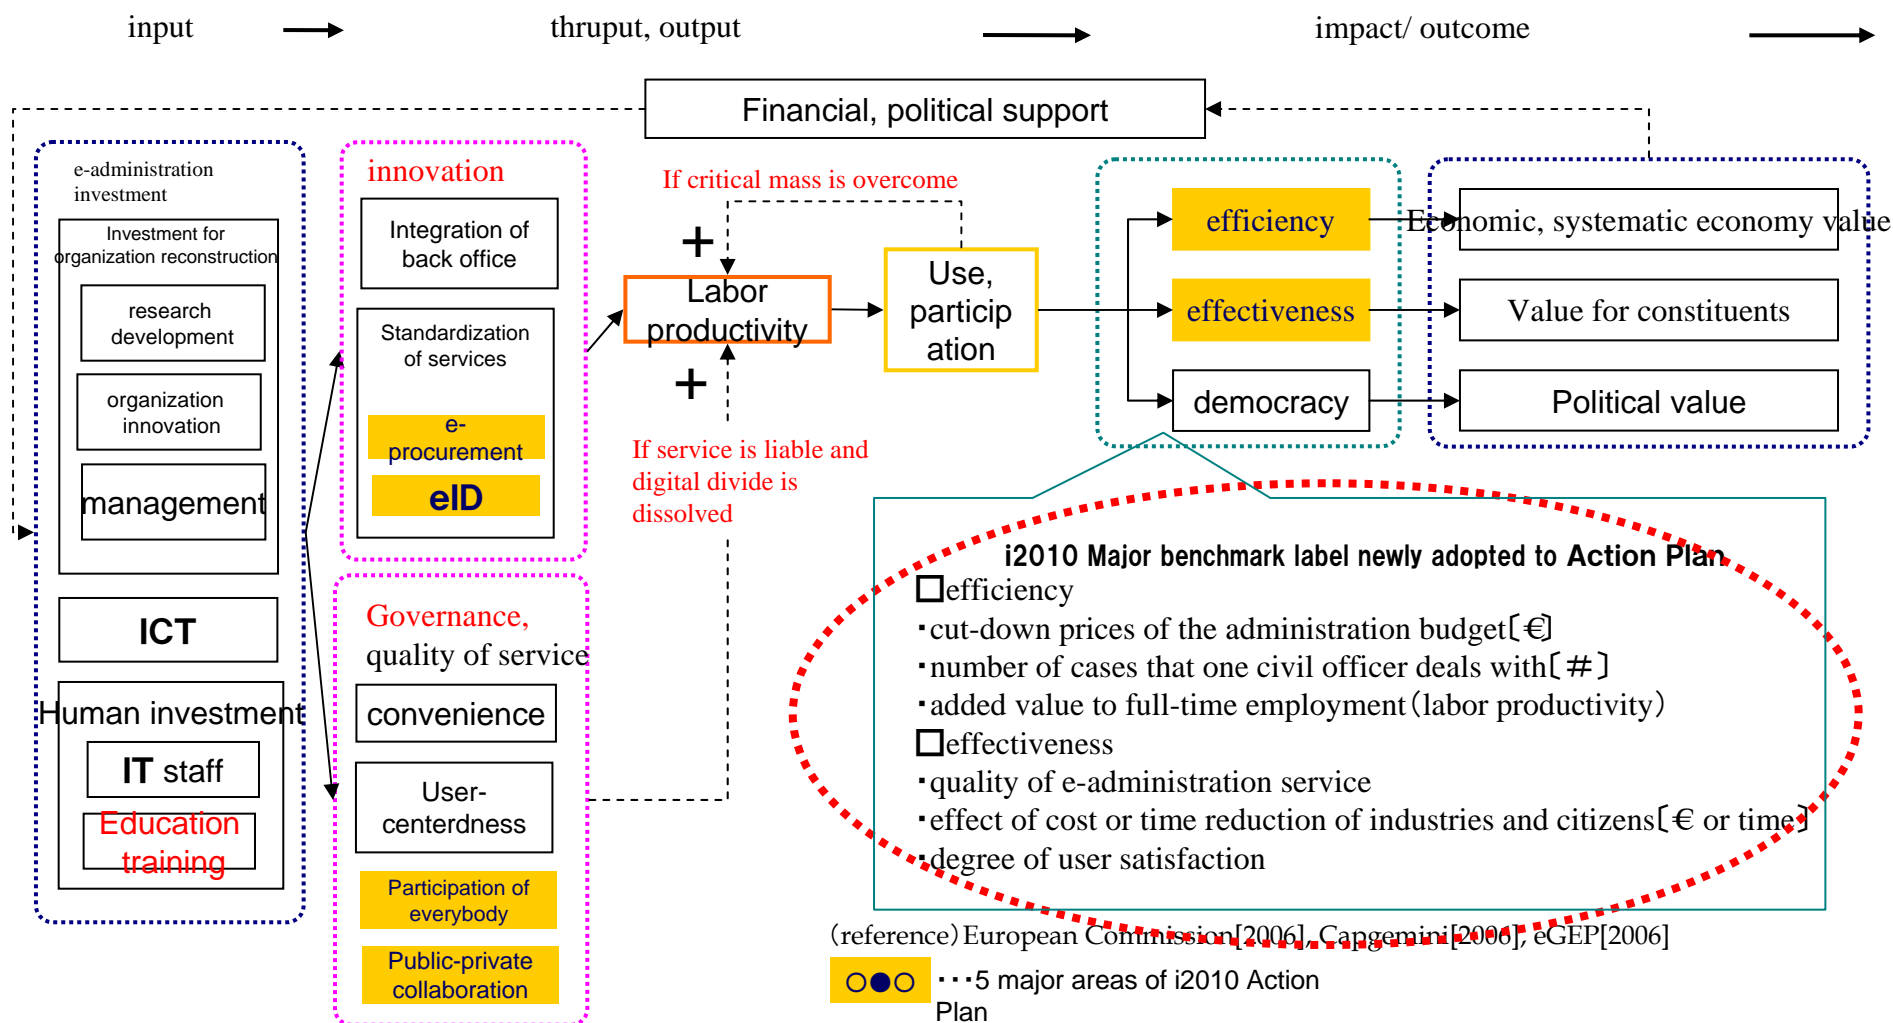 input
thruput, output
impact/ outcome
Financial, political support
e-administration
investment
Investment for
organization reconstruction
research
development
organization
innovation
management
ICT
Human investment
IT staff
Education
training
innovation
Integration of
back office
Standardization
of services
e-
procurement
eID
Governance,
quality of service
convenience
User-
centerdness
Participation of
everybody
Public-private
collaboration
If critical mass is overcome
+
Labor
productivity
+
If service is liable and
digital divide is
dissolved
Use,
particip
ation
efficiency
effectiveness
democracy
Economic, systematic economy value
Value for constituents
Political value
i2010 Major benchmark label newly adopted to Action Plan
□efficiency
・cut-down prices of the administration budget〔€〕
・number of cases that one civil officer deals with〔＃〕
・added value to full-time employment（labor productivity）
□effectiveness
・quality of e-administration service
・effect of cost or time reduction of industries and citizens〔€ or time〕
・degree of user satisfaction
（reference）European Commission[2006], Capgemini[2006], eGEP[2006]
○●○ ・・・5 major areas of i2010 Action
Plan